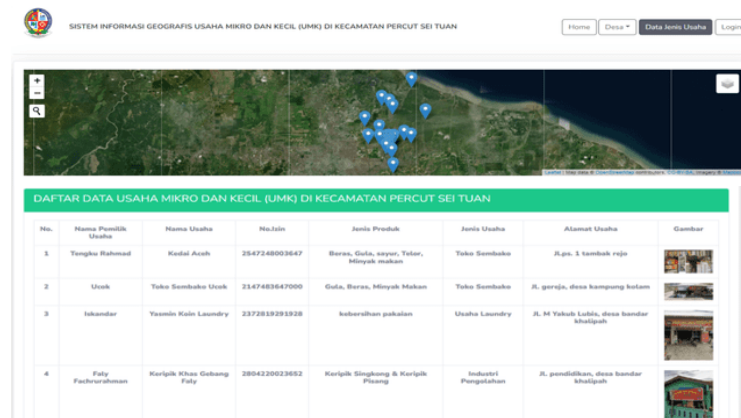 SISTEM INFORMASI GEOGRAFIS USAHA MIKRO DAN KECIL (UMK) DI KECAMATAN PERCUT SEI TUAN
Home Desa Data Jenis Usaha Login
+
−
DAFTAR DATA USAHA MIKRO DAN KECIL (UMK) DI KECAMATAN PERCUT SEI TUAN
No. Nama Pemilik Usaha Nama Usaha No.Izin Jenis Produk Jenis Usaha Alamat Usaha Gambar
1 Tengku Rahmad Kedai Aceh 2547248003647 Beras, Gula, sayur, Telor, Minyak makan Toko Sembako JL.ps. 1 tambak rejo
2 Ucok Toko Sembako Ucok 2147483647000 Gula, Beras, Minyak Makan Toko Sembako JL. gereja, desa kampung kolam
3 Iskandar Yasmin Koin Laundry 2372819291928 kebersihan pakaian Usaha Laundry JL. M Yakub Lubis, desa bandar khalipah
4 Faly Fachrurahman Keripik Khas Gebang Faly 2804220023652 Keripik Singkong & Keripik Pisang Industri Pengolahan JL. pendidikan, desa bandar khalipah